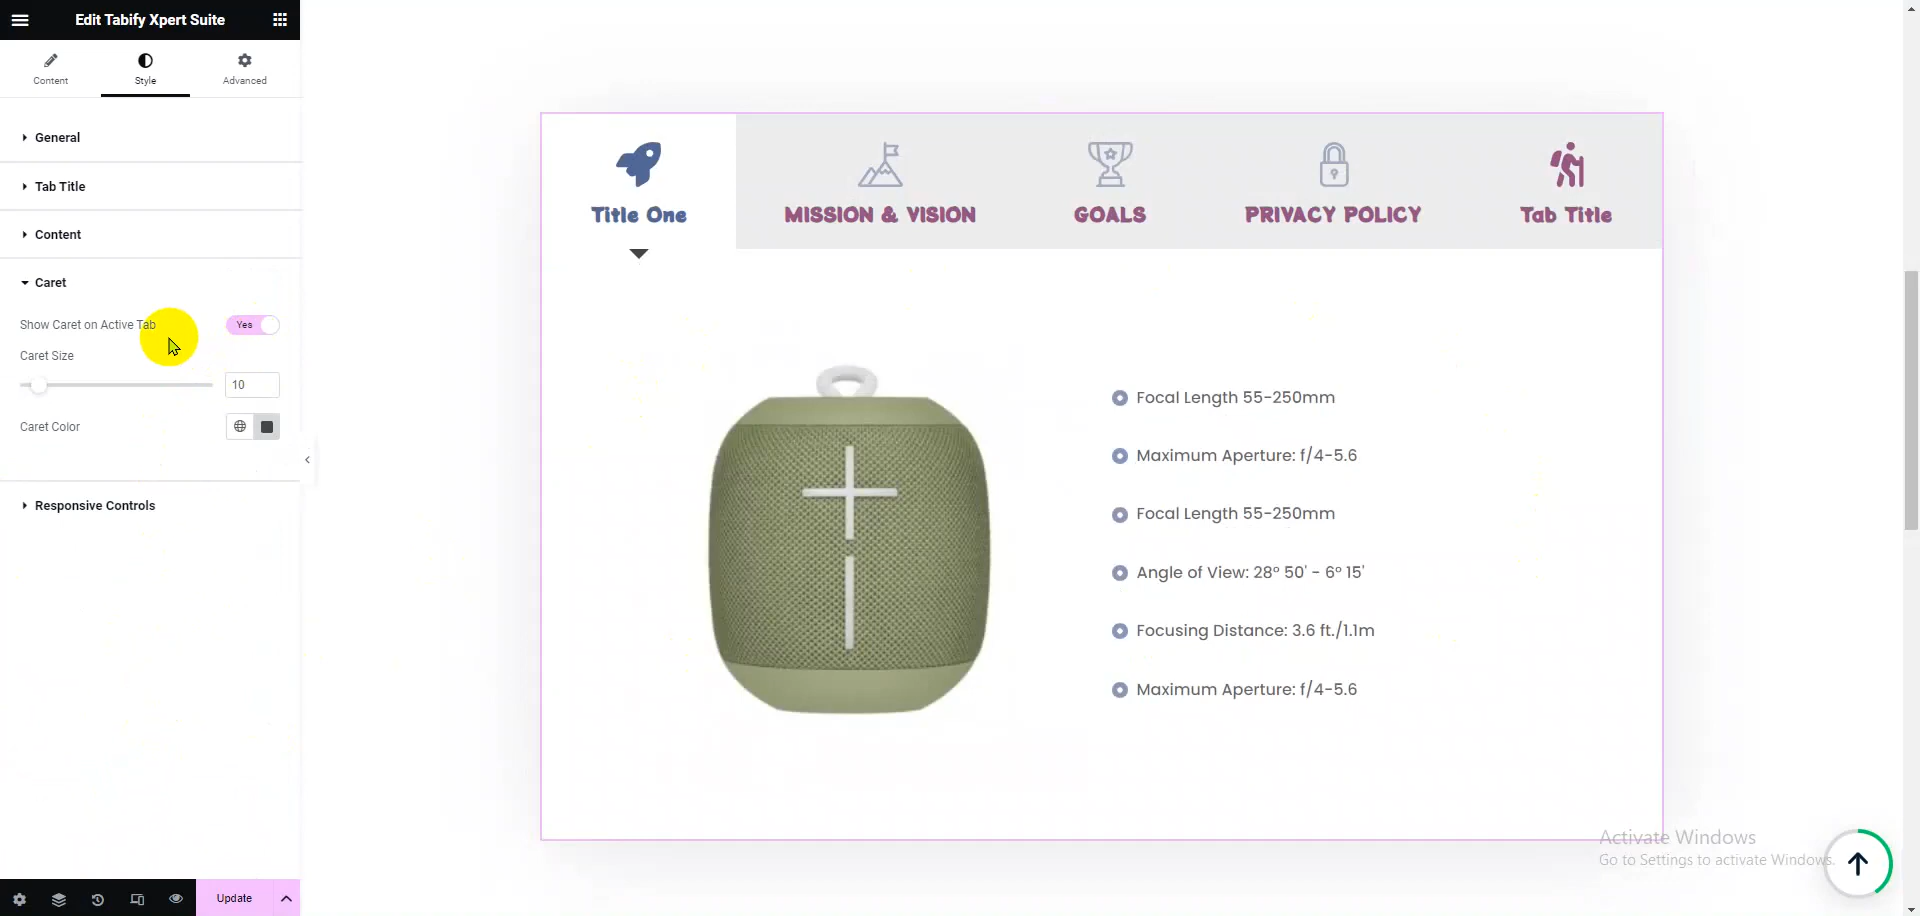 Edit Tabify Xpert Suite
Content
Style
Advanced
General
Tab Title
Content
Caret
Show Caret on Active Tab
Yes
Caret Size
10
Caret Color
Responsive Controls
Update
Title One
MISSION & VISION
GOALS
PRIVACY POLICY
Tab Title
Focal Length 55-250mm
Maximum Aperture: f/4-5.6
Focal Length 55-250mm
Angle of View: 28° 50' - 6° 15'
Focusing Distance: 3.6 ft./1.1m
Maximum Aperture: f/4-5.6
Activate Windows
Go to Settings to activate Windows.